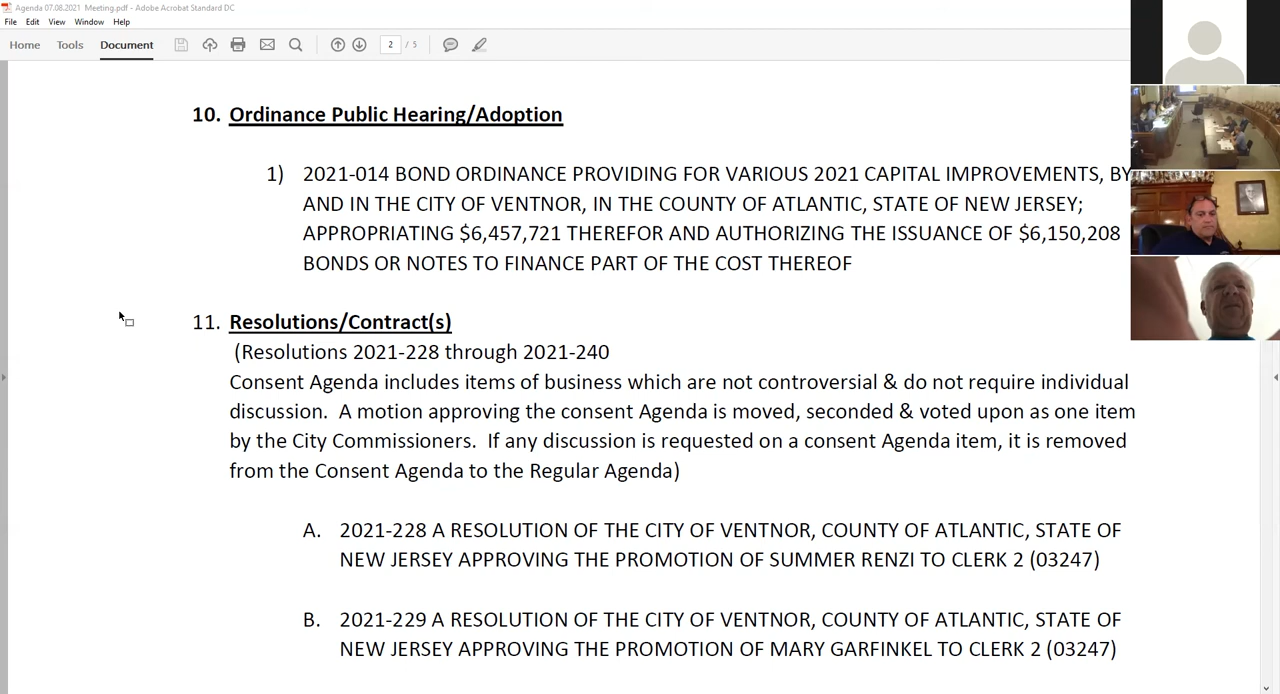 Agenda 07.08.2021 Meeting.pdf - Adobe Acrobat Standard DC
File Edit View Window Help
Home Tools Document 2 / 5
10. Ordinance Public Hearing/Adoption
1) 2021-014 BOND ORDINANCE PROVIDING FOR VARIOUS 2021 CAPITAL IMPROVEMENTS, BY
AND IN THE CITY OF VENTNOR, IN THE COUNTY OF ATLANTIC, STATE OF NEW JERSEY;
APPROPRIATING $6,457,721 THEREFOR AND AUTHORIZING THE ISSUANCE OF $6,150,208
BONDS OR NOTES TO FINANCE PART OF THE COST THEREOF
11. Resolutions/Contract(s)
(Resolutions 2021-228 through 2021-240
Consent Agenda includes items of business which are not controversial & do not require individual
discussion. A motion approving the consent Agenda is moved, seconded & voted upon as one item
by the City Commissioners. If any discussion is requested on a consent Agenda item, it is removed
from the Consent Agenda to the Regular Agenda)
A. 2021-228 A RESOLUTION OF THE CITY OF VENTNOR, COUNTY OF ATLANTIC, STATE OF
NEW JERSEY APPROVING THE PROMOTION OF SUMMER RENZI TO CLERK 2 (03247)
B. 2021-229 A RESOLUTION OF THE CITY OF VENTNOR, COUNTY OF ATLANTIC, STATE OF
NEW JERSEY APPROVING THE PROMOTION OF MARY GARFINKEL TO CLERK 2 (03247)